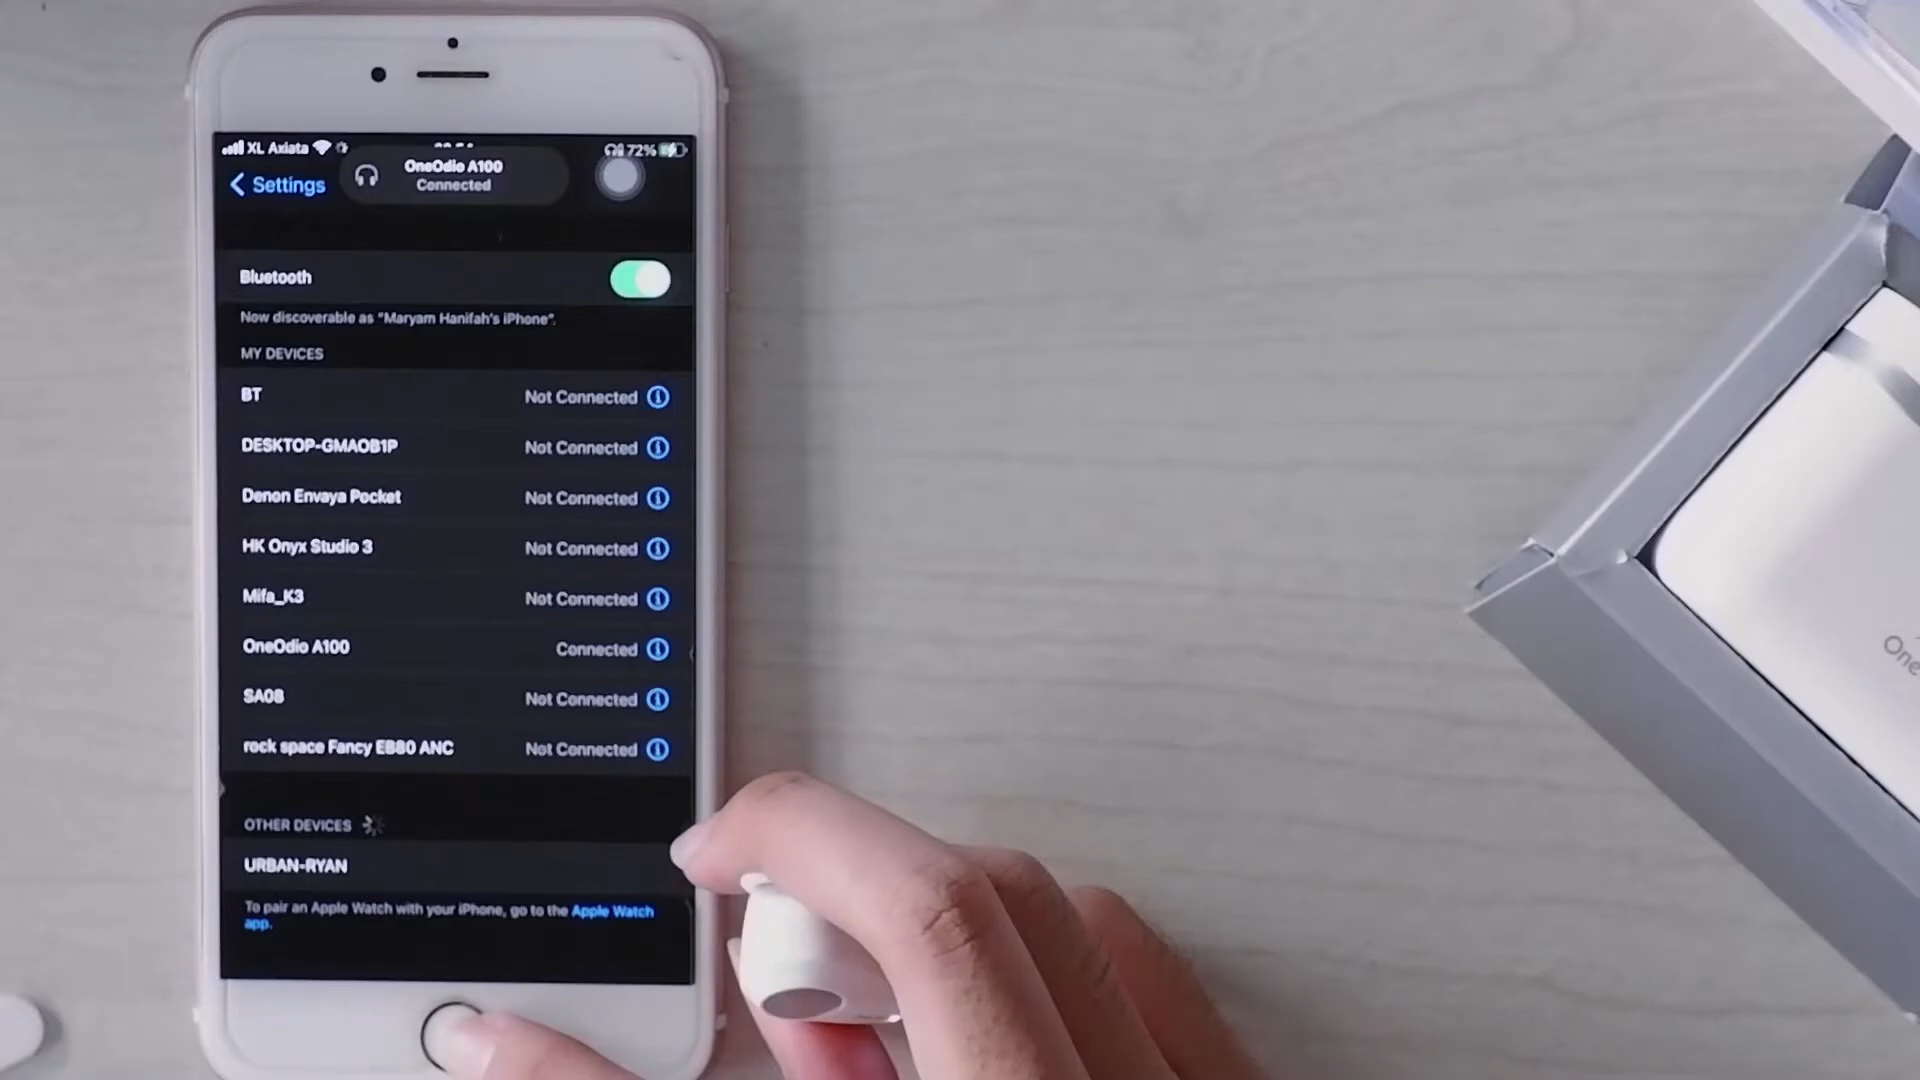 XL Axiata
72%
OneOdio A100
Connected
Settings
Bluetooth
Now discoverable as "Maryam Hanifah's iPhone".
MY DEVICES
BT Not Connected
DESKTOP-GMAOB1P Not Connected
Denon Envaya Pocket Not Connected
HK Onyx Studio 3 Not Connected
Mifa_K3 Not Connected
OneOdio A100 Connected
SA08 Not Connected
rock space Fancy EB80 ANC Not Connected
OTHER DEVICES
URBAN-RYAN
To pair an Apple Watch with your iPhone, go to the Apple Watch
app.